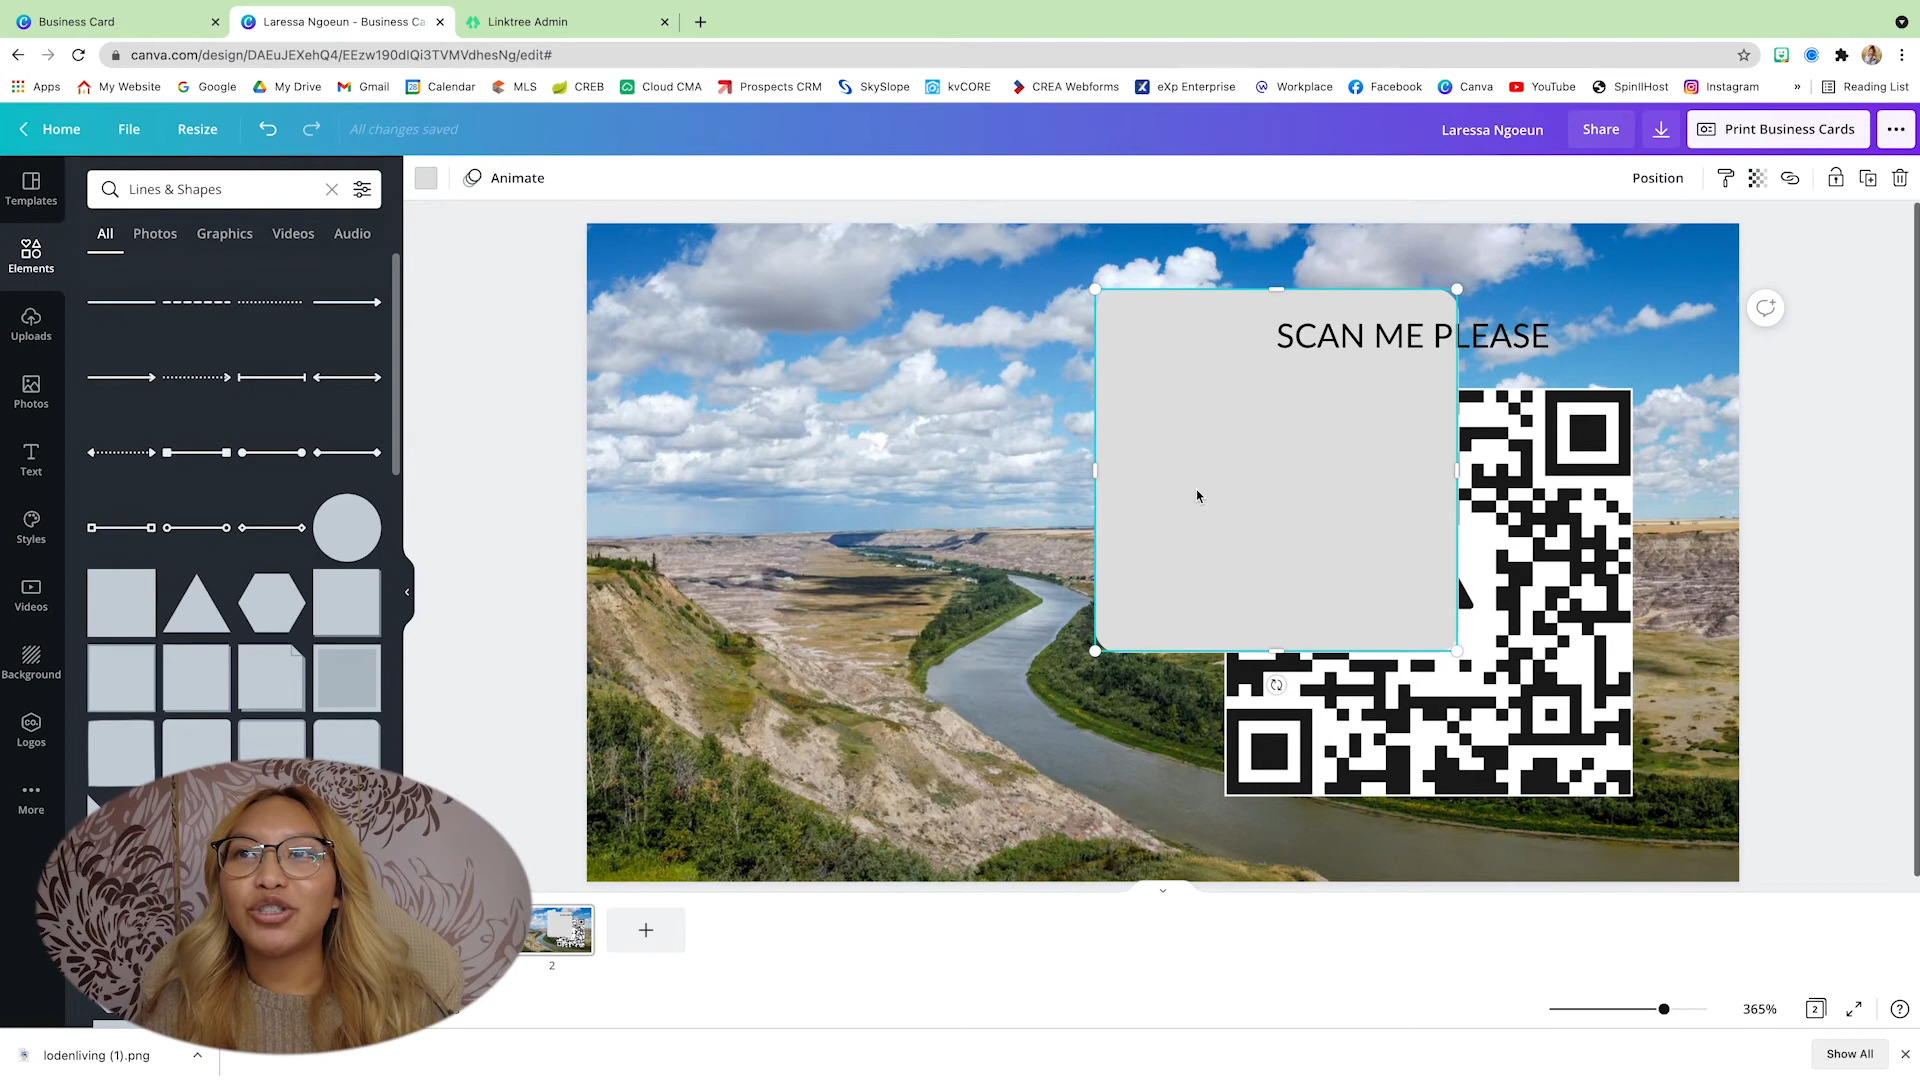 Business Card
Laressa Ngoeun - Business Ca
Linktree Admin
canva.com/design/DAEuJEXehQ4/EEzw190dIQi3TVMVdhesNg/edit#
Apps My Website Google My Drive Gmail Calendar MLS CREB Cloud CMA Prospects CRM SkySlope kvCORE CREA Webforms eXp Enterprise Workplace Facebook Canva YouTube SpinIlHost Instagram » Reading List
Home File Resize All changes saved Laressa Ngoeun Share Print Business Cards
Lines & Shapes
Animate
Position
All Photos Graphics Videos Audio
Templates
Elements
Uploads
Photos
Text
Styles
Videos
Background
CO.
Logos
More
SCAN ME PLEASE
2
365%
2
?
lodenliving (1).png
Show All